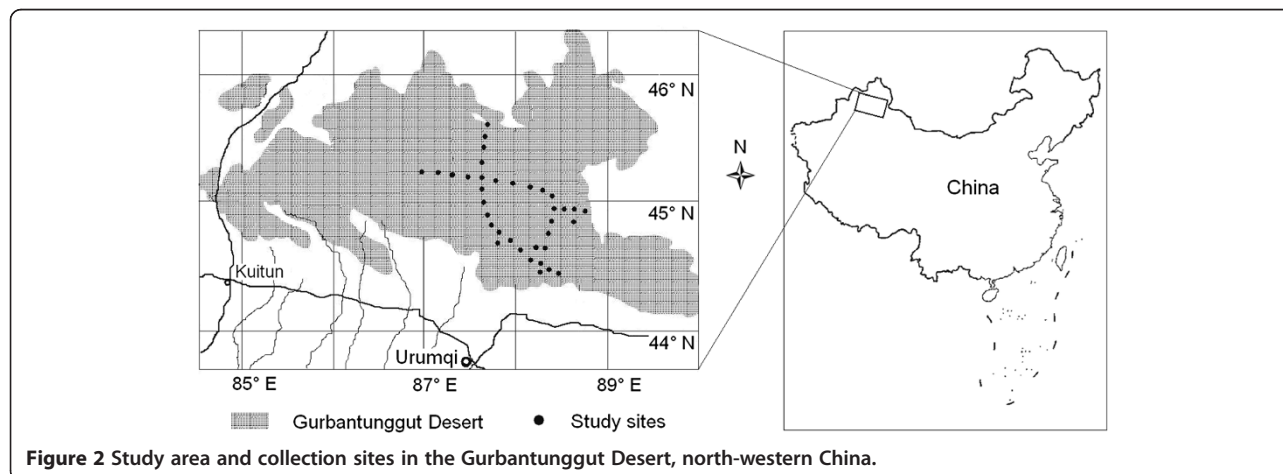 46° N
45° N
Kuitun
44° N
Urumqi
85° E 87° E 89° E
N
China
Gurbantunggut Desert
Study sites
Figure 2 Study area and collection sites in the Gurbantunggut Desert, north-western China.